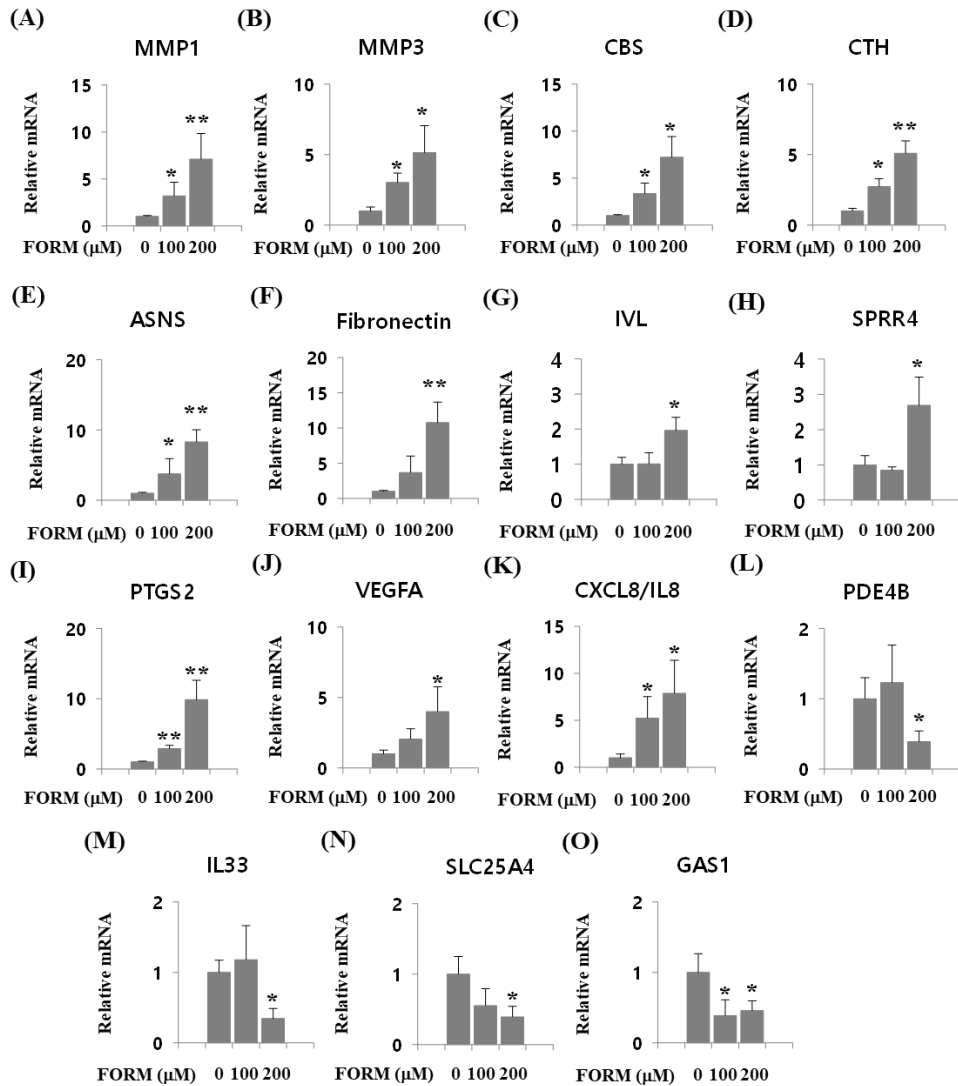 (A) (B) (C) (D)
MMP1 MMP3 CBS CTH
Relative mRNA
15
10
5
0
* **
FORM (μM) 0 100 200
Relative mRNA
10
5
0
* *
FORM (μM) 0 100 200
Relative mRNA
15
10
5
0
* *
FORM (μM) 0 100 200
Relative mRNA
10
5
0
* **
FORM (μM) 0 100 200
(E) (F) (G) (H)
ASNS Fibronectin IVL SPRR4
Relative mRNA
20
10
0
* **
FORM (μM) 0 100 200
Relative mRNA
20
15
10
5
0
**
FORM (μM) 0 100 200
Relative mRNA
4
3
2
1
0
*
FORM (μM) 0 100 200
Relative mRNA
4
3
2
1
0
*
FORM (μM) 0 100 200
(I) (J) (K) (L)
PTGS2 VEGFA CXCL8/IL8 PDE4B
Relative mRNA
20
10
0
** **
FORM (μM) 0 100 200
Relative mRNA
10
5
0
*
FORM (μM) 0 100 200
Relative mRNA
15
10
5
0
* *
FORM (μM) 0 100 200
Relative mRNA
2
1
0
*
FORM (μM) 0 100 200
(M) (N) (O)
IL33 SLC25A4 GAS1
Relative mRNA
2
1
0
*
FORM (μM) 0 100 200
Relative mRNA
2
1
0
*
FORM (μM) 0 100 200
Relative mRNA
2
1
0
* *
FORM (μM) 0 100 200